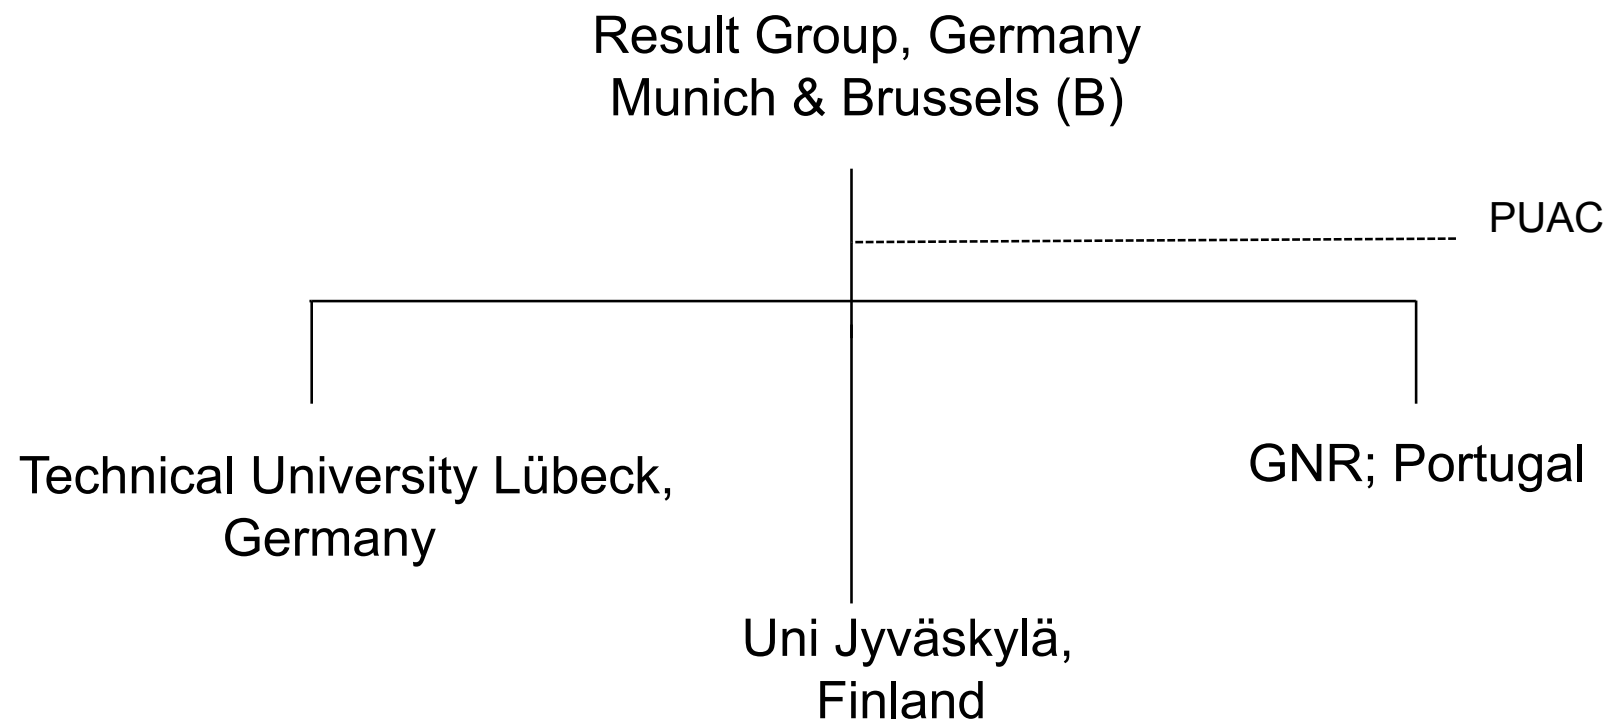 Result Group, Germany
Munich & Brussels (B)
PUAC
Technical University Lübeck,
Germany
GNR; Portugal
Uni Jyväskylä,
Finland